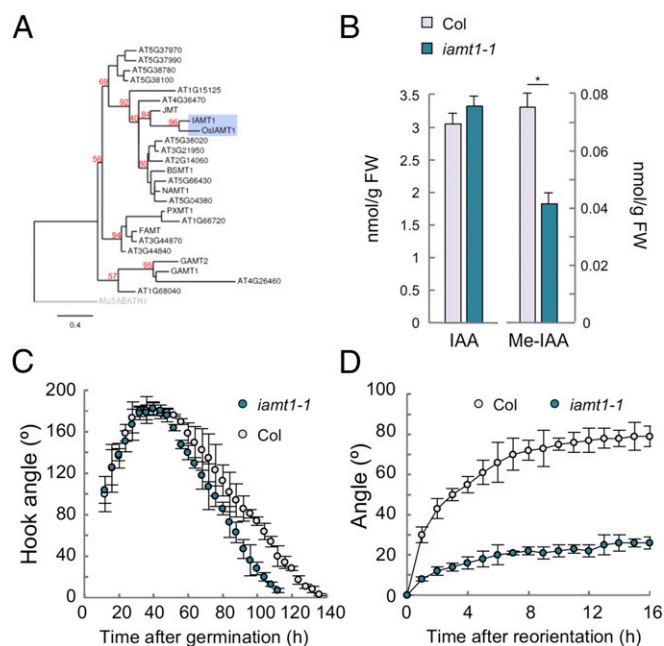 A
AT5G37970
AT5G37990
AT5G38780
AT5G38100
69
AT1G15125
92
AT4G36470
40
84
JMT
96
IAMT1
OsIAMT1
AT5G38020
AT3G21950
80
AT2G14060
BSMT1
AT5G66430
NAMT1
AT5G04380
56
PXMT1
AT1G66720
94
FAMT
AT3G44870
AT3G44840
GAMT2
95
GAMT1
57
AT4G26460
AT1G68040
0.4
B
Col
iamt1-1
nmol/g FW
3.5
3
2.5
2
1.5
1
0.5
0
*
0.08
0.06
0.04
0.02
0
nmol/g FW
IAA
Me-IAA
C
iamt1-1
Col
Hook angle (º)
200
160
120
80
40
0
0 20 40 60 80 100 120 140
Time after germination (h)
D
Col
iamt1-1
Angle (º)
100
80
60
40
20
0
0 4 8 12 16
Time after reorientation (h)